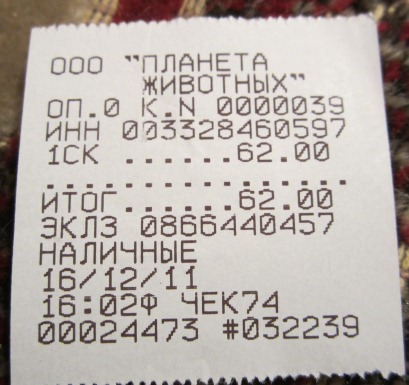 ООО "ПЛАНЕТА
ЖИВОТНЫХ"
ОП.0 К.N 0000039
ИНН 003328460597
1СК ......62.00
................
ИТОГ......62.00
ЭКЛЗ 0866440457
НАЛИЧНЫЕ
16/12/11
16:02Ф ЧЕК74
00024473 #032239